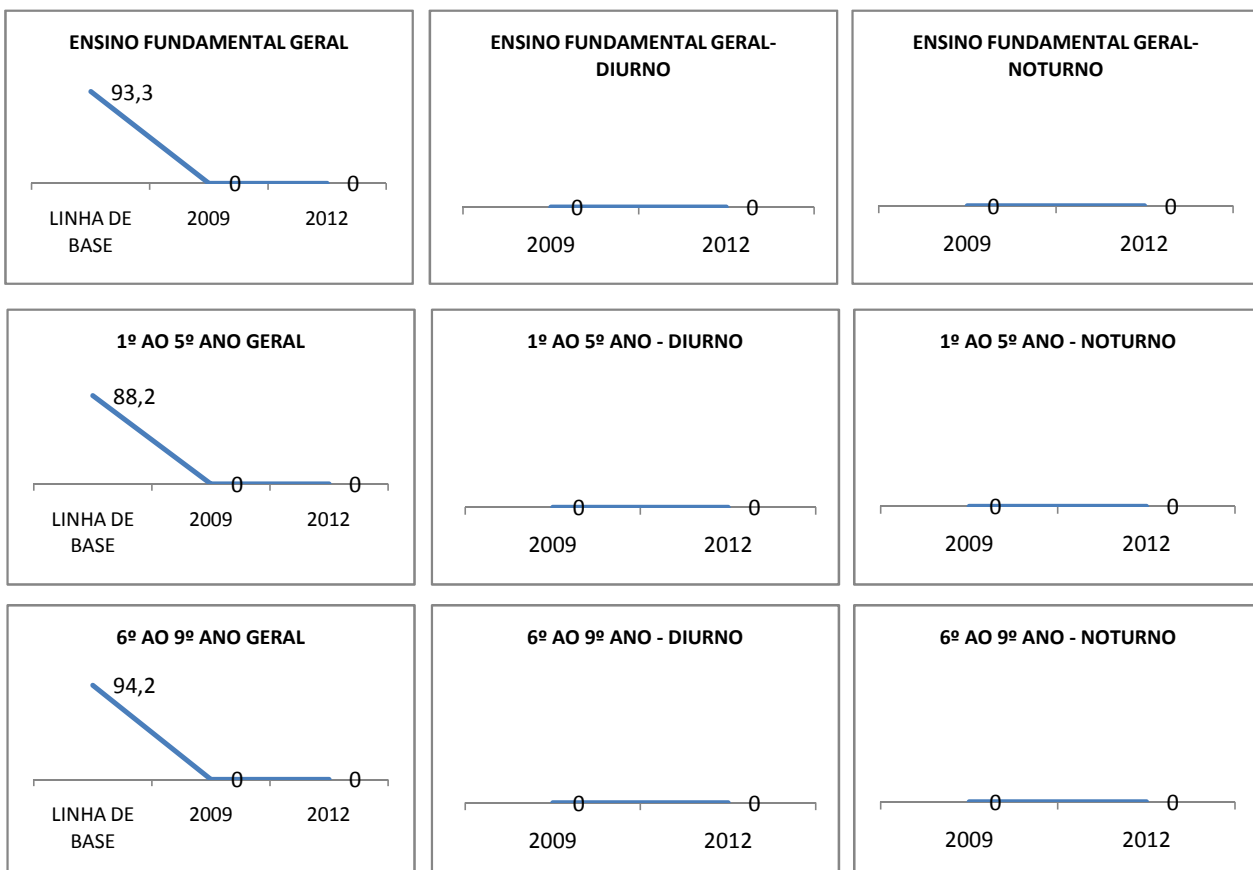 ENSINO FUNDAMENTAL GERAL
93,3
0
0
LINHA DE
BASE
2009
2012
ENSINO FUNDAMENTAL GERAL-
DIURNO
0
0
2009
2012
ENSINO FUNDAMENTAL GERAL-
NOTURNO
0
0
2009
2012
1º AO 5º ANO GERAL
88,2
0
0
LINHA DE
BASE
2009
2012
1º AO 5º ANO - DIURNO
0
0
2009
2012
1º AO 5º ANO - NOTURNO
0
0
2009
2012
6º AO 9º ANO GERAL
94,2
0
0
LINHA DE
BASE
2009
2012
6º AO 9º ANO - DIURNO
0
0
2009
2012
6º AO 9º ANO - NOTURNO
0
0
2009
2012